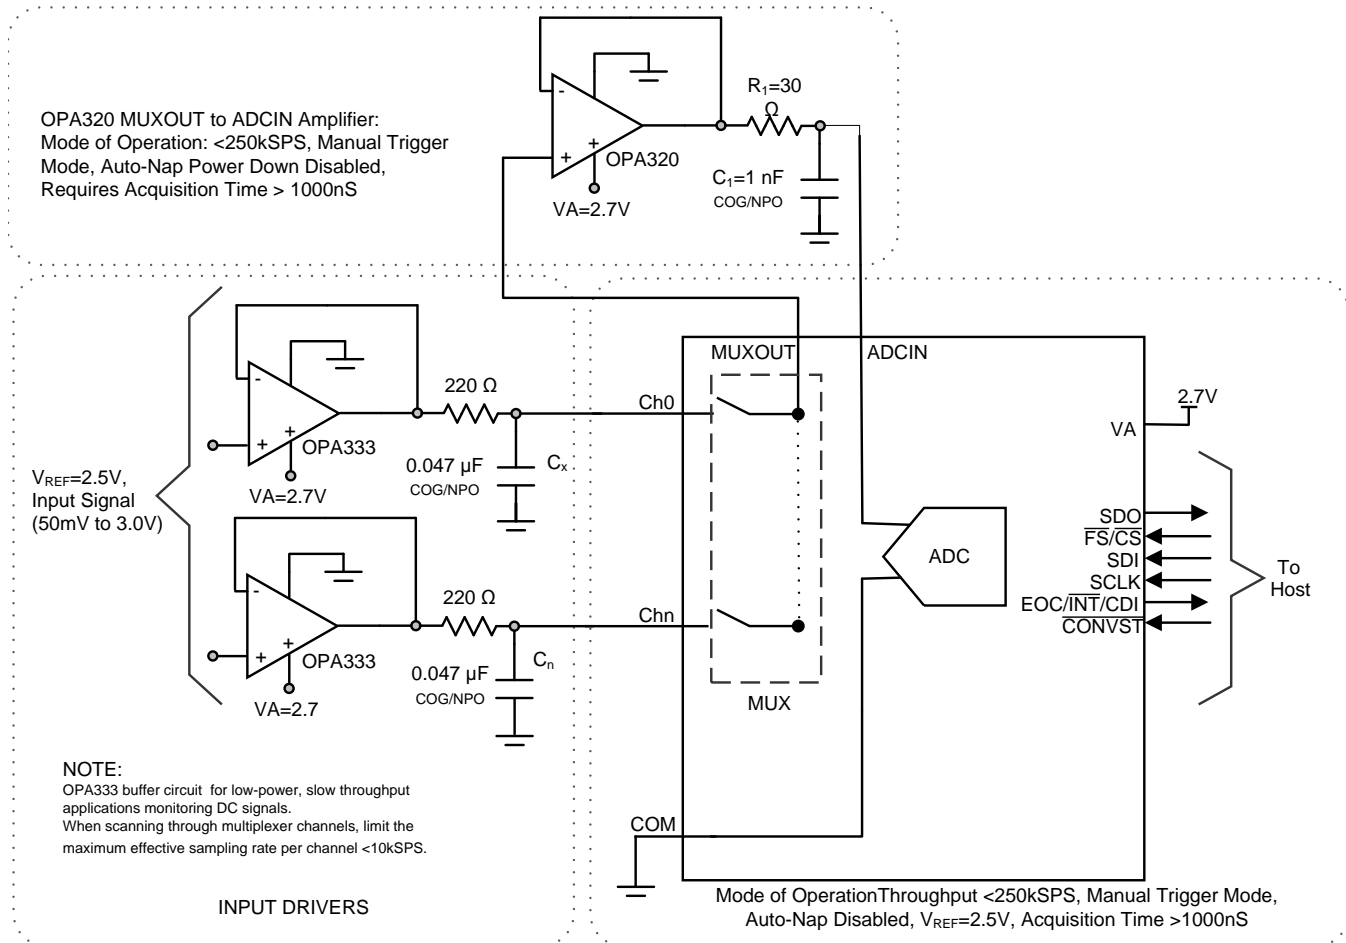 OPA320 MUXOUT to ADCIN Amplifier:
Mode of Operation: <250kSPS, Manual Trigger
Mode, Auto-Nap Power Down Disabled,
Requires Acquisition Time > 1000nS
-
+
+
OPA320
VA=2.7V
R₁=30
Ω
C₁=1 nF
COG/NPO
VREF=2.5V,
Input Signal
(50mV to 3.0V)
-
+
+
OPA333
VA=2.7V
220 Ω
0.047 µF
COG/NPO
Cx
-
+
+
OPA333
VA=2.7
220 Ω
0.047 µF
COG/NPO
Cn
NOTE:
OPA333 buffer circuit for low-power, slow throughput
applications monitoring DC signals.
When scanning through multiplexer channels, limit the
maximum effective sampling rate per channel <10kSPS.
INPUT DRIVERS
MUXOUT
ADCIN
Ch0
Chn
MUX
ADC
COM
2.7V
VA
SDO
F̅S̅/C̅S̅
SDI
SCLK
EOC/I̅N̅T̅/CDI
C̅O̅N̅V̅S̅T̅
To
Host
Mode of OperationThroughput <250kSPS, Manual Trigger Mode,
Auto-Nap Disabled, VREF=2.5V, Acquisition Time >1000nS